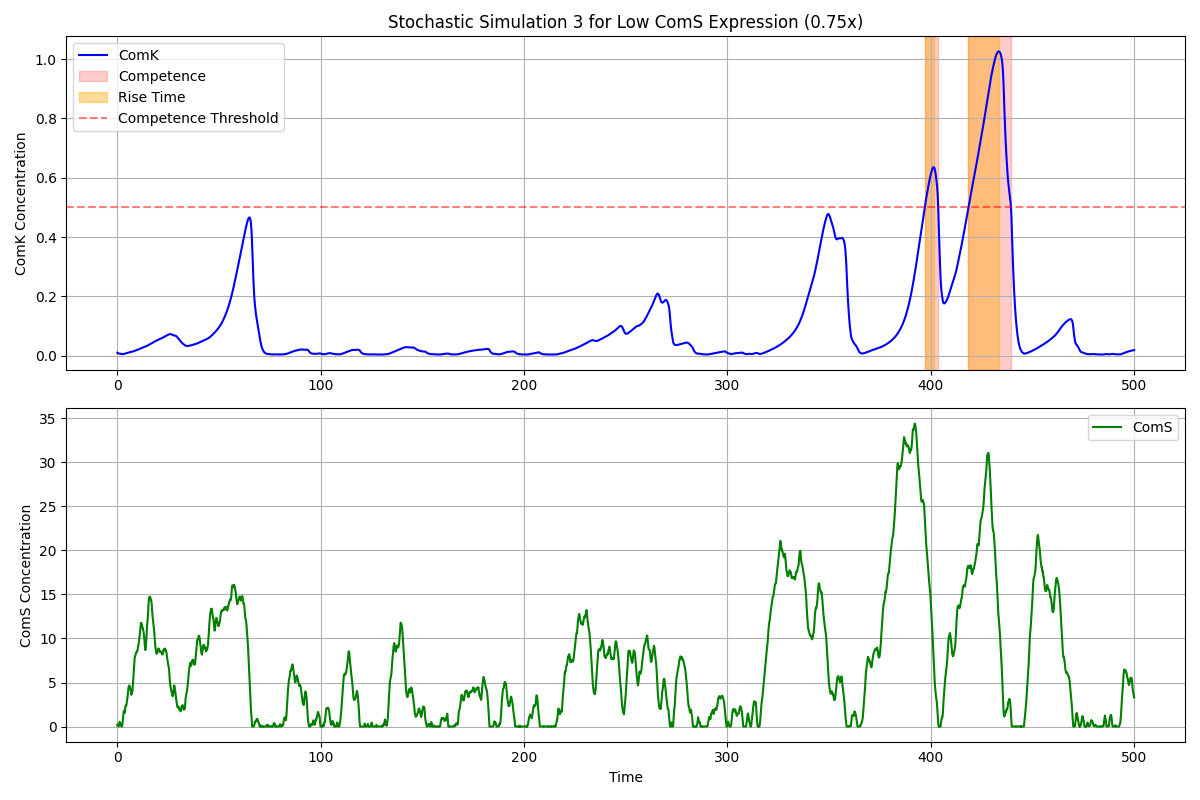 Stochastic Simulation 3 for Low ComS Expression (0.75x)
ComK
Competence
Rise Time
Competence Threshold
ComK Concentration
1.0
0.8
0.6
0.4
0.2
0.0
0 100 200 300 400 500
ComS
ComS Concentration
35
30
25
20
15
10
5
0
0 100 200 300 400 500
Time